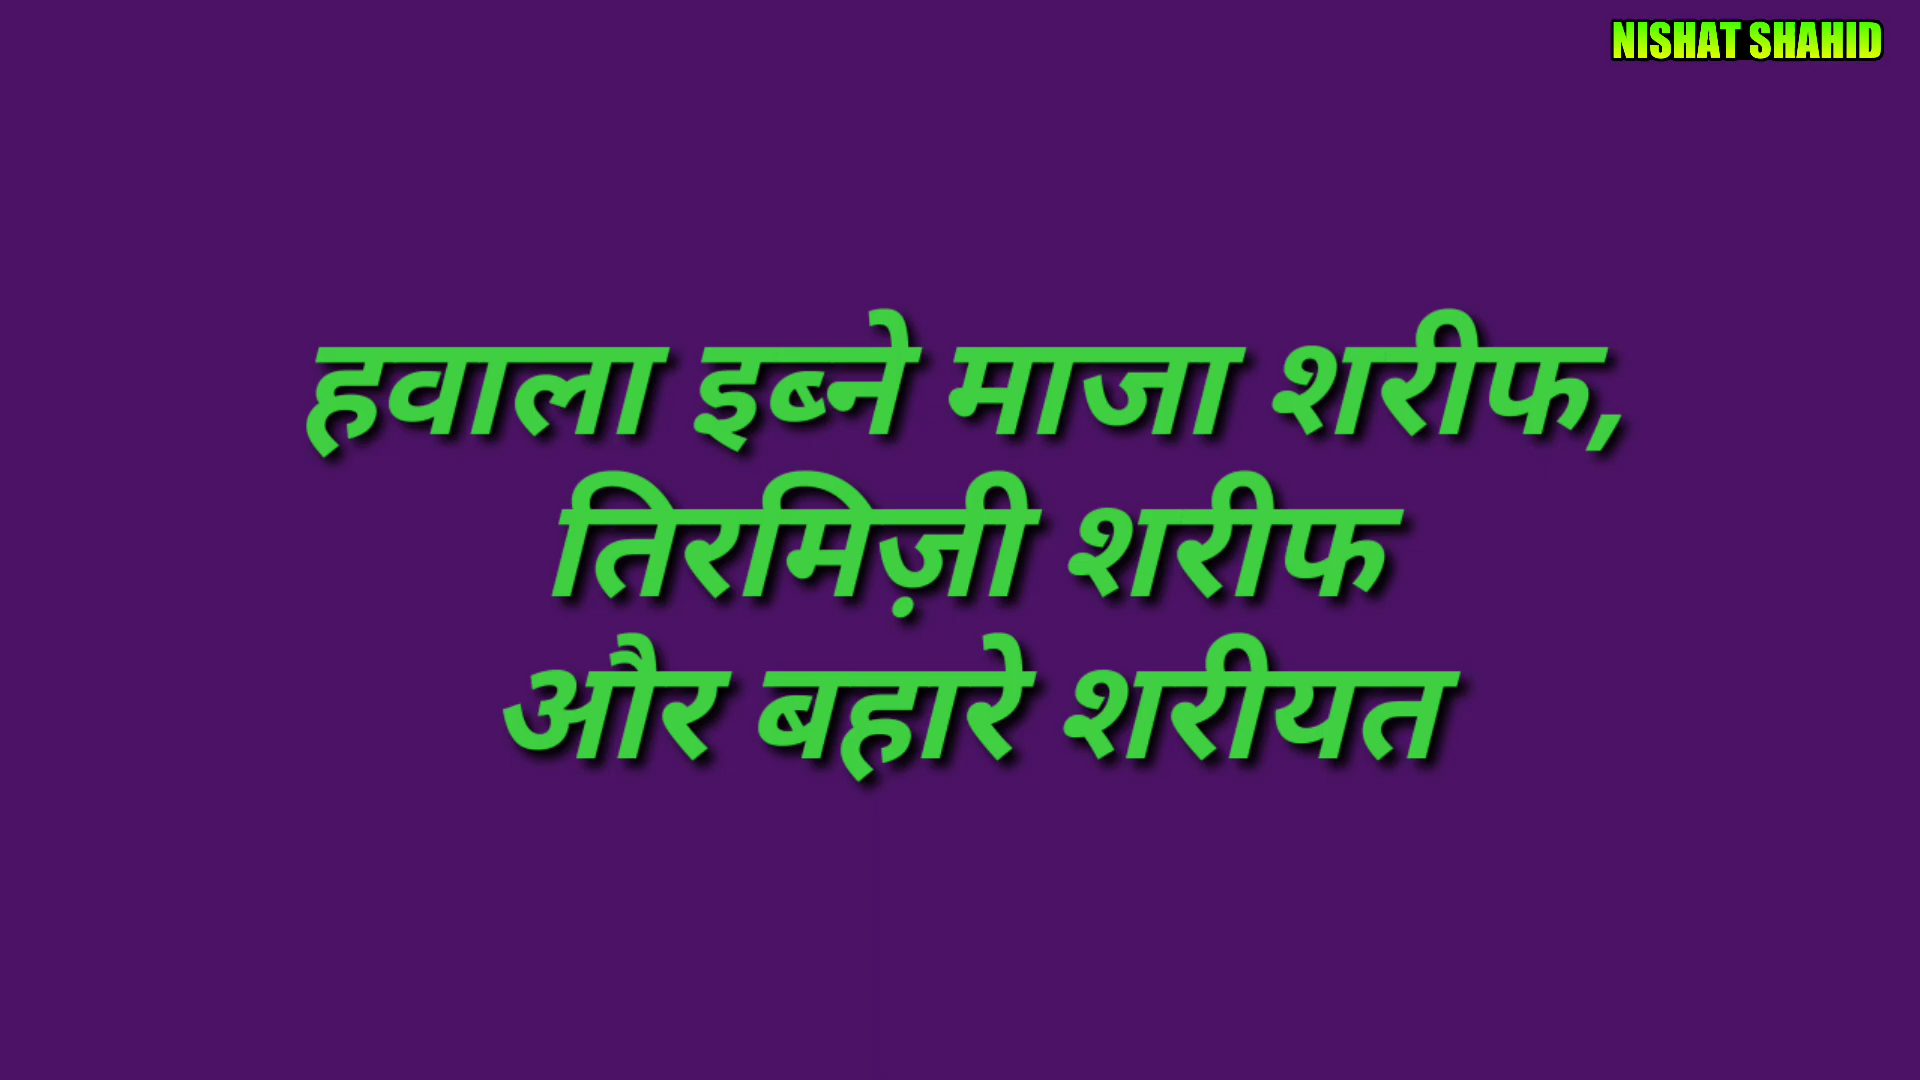 NISHAT SHAHID
हवाला इब्ने माजा शरीफ,
तिरमिज़ी शरीफ
और बहारे शरीयत